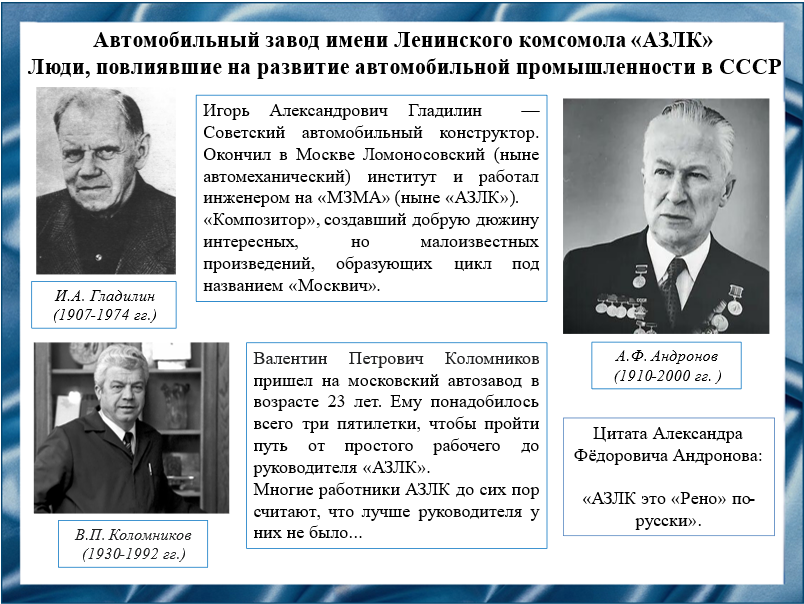 Автомобильный завод имени Ленинского комсомола «АЗЛК»
Люди, повлиявшие на развитие автомобильной промышленности в СССР
Игорь Александрович Гладилин —
Советский автомобильный конструктор.
Окончил в Москве Ломоносовский (ныне
автомеханический) институт и работал
инженером на «МЗМА» (ныне «АЗЛК»).
«Композитор», создавший добрую дюжину
интересных, но малоизвестных
произведений, образующих цикл под
названием «Москвич».
И.А. Гладилин
(1907-1974 гг.)
А.Ф. Андронов
(1910-2000 гг. )
Валентин Петрович Коломников
пришел на московский автозавод в
возрасте 23 лет. Ему понадобилось
всего три пятилетки, чтобы пройти
путь от простого рабочего до
руководителя «АЗЛК».
Многие работники АЗЛК до сих пор
считают, что лучше руководителя у
них не было...
В.П. Коломников
(1930-1992 гг.)
Цитата Александра
Фёдоровича Андронова:
«АЗЛК это «Рено» по-
русски».